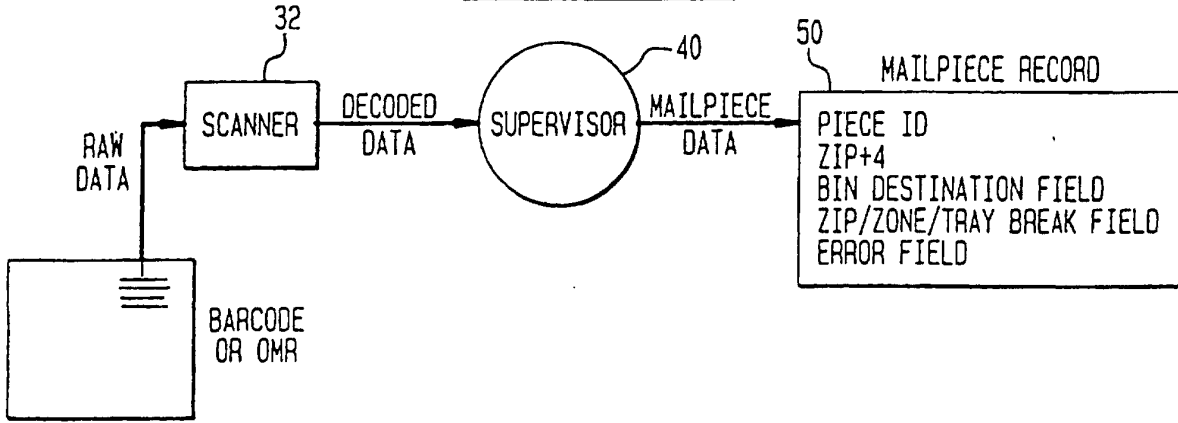 32
SCANNER
RAW
DATA
BARCODE
OR OMR
DECODED
DATA
40
SUPERVISOR
MAILPIECE
DATA
50
MAILPIECE RECORD
PIECE ID
ZIP+4
BIN DESTINATION FIELD
ZIP/ZONE/TRAY BREAK FIELD
ERROR FIELD